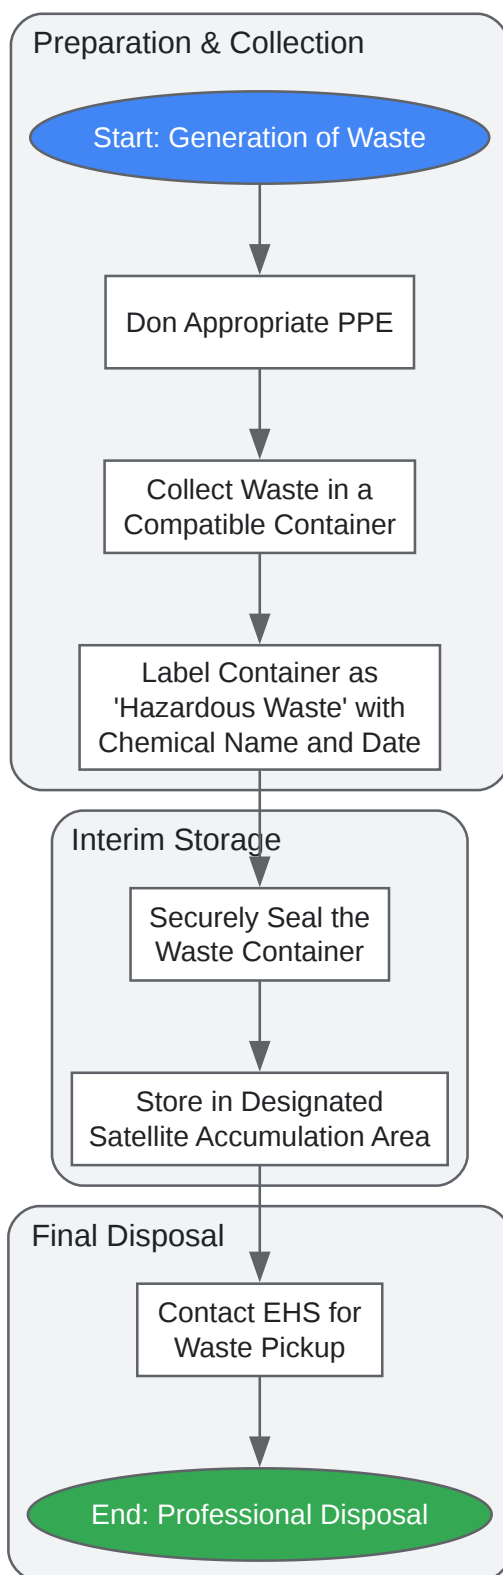 Preparation & Collection
Start: Generation of Waste
Don Appropriate PPE
Collect Waste in a
Compatible Container
Label Container as
'Hazardous Waste' with
Chemical Name and Date
Interim Storage
Securely Seal the
Waste Container
Store in Designated
Satellite Accumulation Area
Final Disposal
Contact EHS for
Waste Pickup
End: Professional Disposal